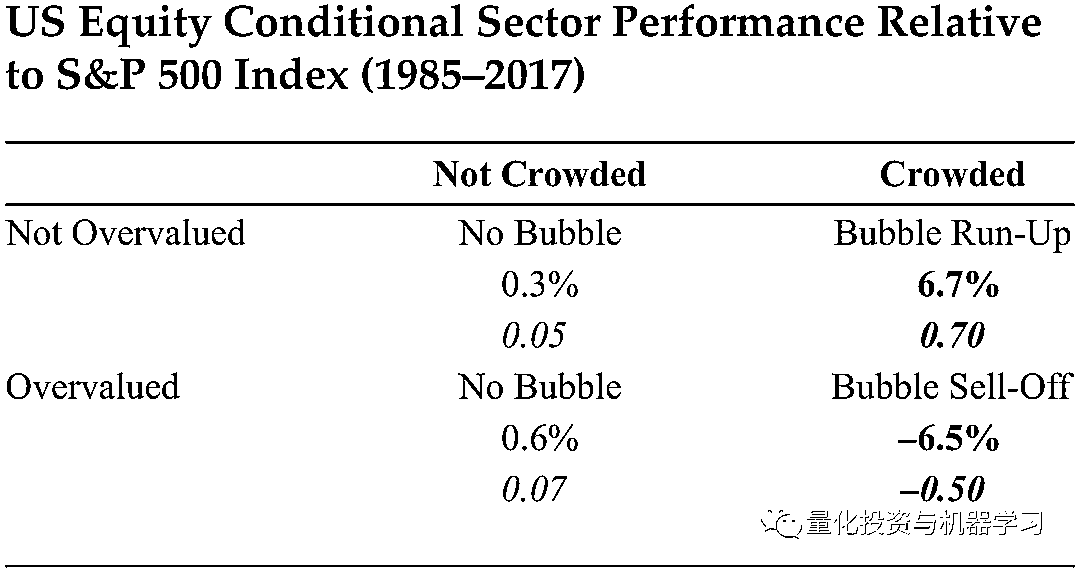 US Equity Conditional Sector Performance Relative
to S&P 500 Index (1985–2017)
Not Crowded Crowded
Not Overvalued No Bubble Bubble Run-Up
0.3% 6.7%
0.05 0.70
Overvalued No Bubble Bubble Sell-Off
0.6% –6.5%
0.07 –0.50
量化投资与机器学习